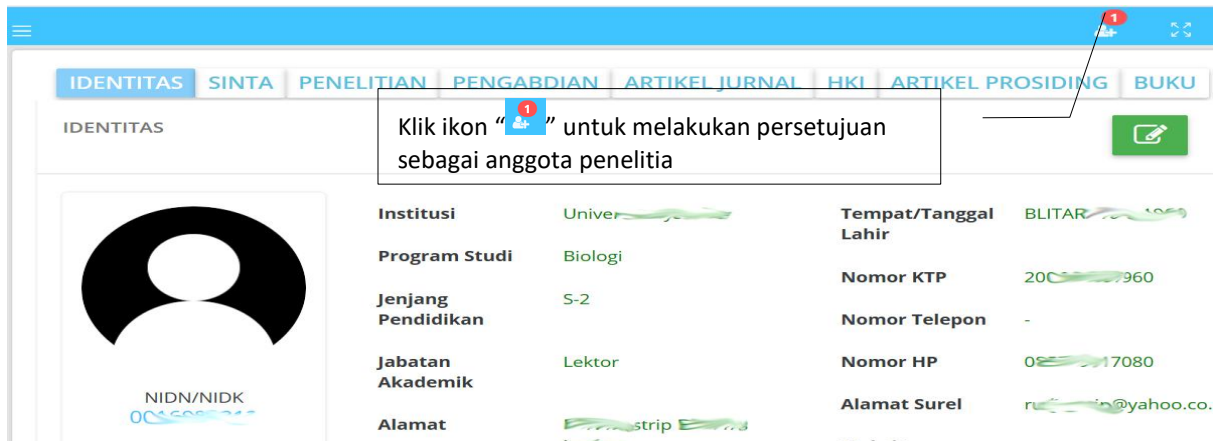 1
IDENTITAS SINTA PENELITIAN PENGABDIAN ARTIKEL JURNAL HKI ARTIKEL PROSIDING BUKU
IDENTITAS
Klik ikon “ 1 ” untuk melakukan persetujuan
sebagai anggota penelitia
Institusi
Program Studi Biologi
Jenjang S-2
Pendidikan
Jabatan Lektor
Akademik
Alamat
Tempat/Tanggal BLITAR
Lahir
Nomor KTP
Nomor Telepon -
Nomor HP
Alamat Surel
NIDN/NIDK